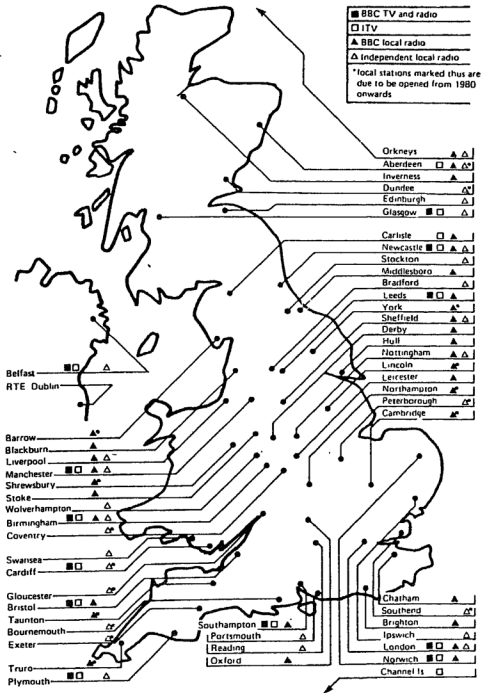 ■ BBC TV and radio
□ ITV
▲ BBC local radio
△ Independent local radio
*local stations marked thus are
due to be opened from 1980
onwards
Orkneys ▲ △
Aberdeen □ ▲ △*
Inverness ▲
Dundee △*
Edinburgh △
Glasgow ■ □ △
Carlisle □ ▲
Newcastle ■ □ ▲ △
Stockton △
Middlesboro ▲
Bradford △
Leeds ■ □ ▲
York ▲*
Sheffield ▲ △
Derby ▲
Hull ▲
Nottingham ▲ △
Lincoln ▲*
Leicester ▲
Northampton ▲*
Peterborough △*
Cambridge ▲*
Belfast ■ □ △
RTE Dublin
Barrow ▲*
Blackburn ▲
Liverpool ▲ △
Manchester ■ □ ▲ △
Shrewsbury ▲*
Stoke ▲
Wolverhampton △
Birmingham ■ □ ▲ △
Coventry △*
Swansea △
Cardiff ■ □ △*
Gloucester △*
Bristol ■ □ ▲ △*
Taunton ▲*
Bournemouth △*
Exeter △*
Truro ▲*
Plymouth ■ □ △
Southampton ■ □ ▲
Portsmouth △
Reading △
Oxford ▲
Chatham ▲
Southend △*
Brighton ▲
Ipswich △
London ■ □ ▲ △
Norwich ■ □ ▲
Channel Is □